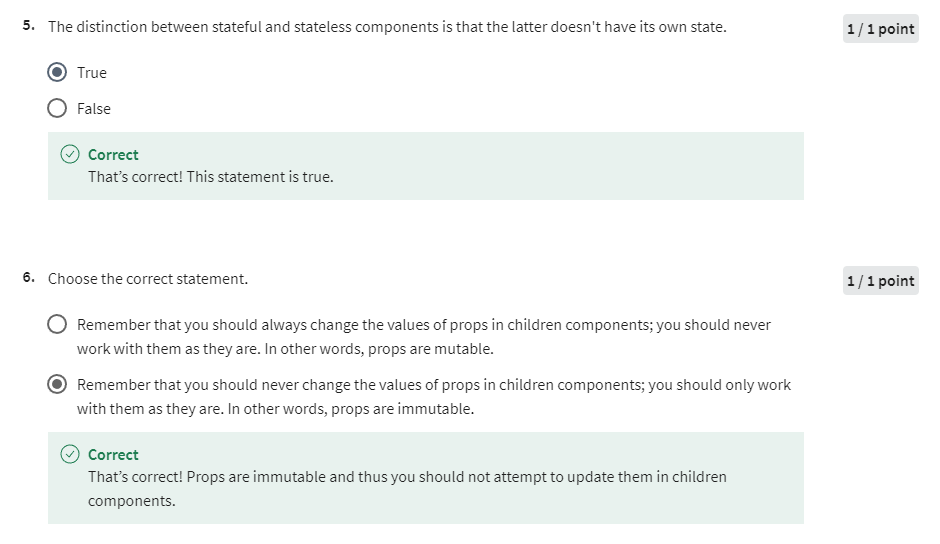 5. The distinction between stateful and stateless components is that the latter doesn't have its own state.
1 / 1 point
True
False
Correct
That’s correct! This statement is true.
6. Choose the correct statement.
1 / 1 point
Remember that you should always change the values of props in children components; you should never
work with them as they are. In other words, props are mutable.
Remember that you should never change the values of props in children components; you should only work
with them as they are. In other words, props are immutable.
Correct
That’s correct! Props are immutable and thus you should not attempt to update them in children
components.